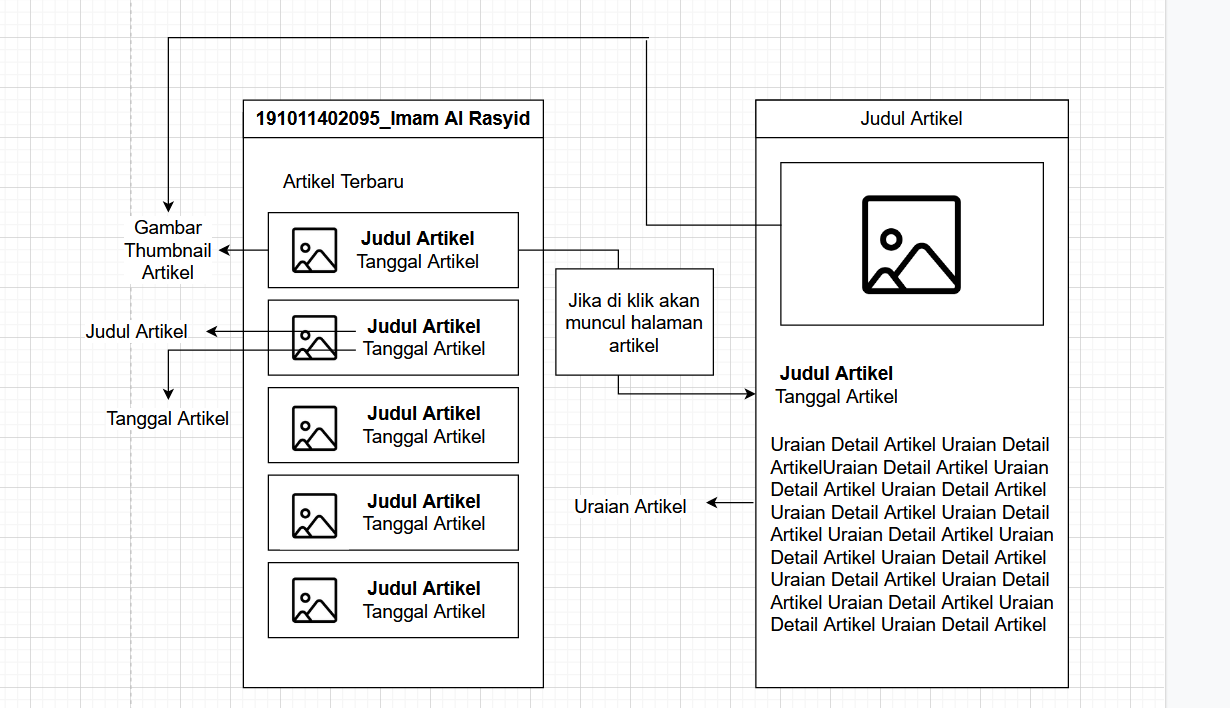 191011402095_Imam Al Rasyid
Artikel Terbaru
Gambar
Thumbnail
Artikel
Judul Artikel
Tanggal Artikel
Judul Artikel
Tanggal Artikel
Judul Artikel
Tanggal Artikel
Judul Artikel
Tanggal Artikel
Judul Artikel
Tanggal Artikel
Judul Artikel
Tanggal Artikel
Jika di klik akan
muncul halaman
artikel
Judul Artikel
Judul Artikel
Tanggal Artikel
Uraian Artikel
Uraian Detail Artikel Uraian Detail
ArtikelUraian Detail Artikel Uraian
Detail Artikel Uraian Detail Artikel
Uraian Detail Artikel Uraian Detail
Artikel Uraian Detail Artikel Uraian
Detail Artikel Uraian Detail Artikel
Uraian Detail Artikel Uraian Detail
Artikel Uraian Detail Artikel Uraian
Detail Artikel Uraian Detail Artikel